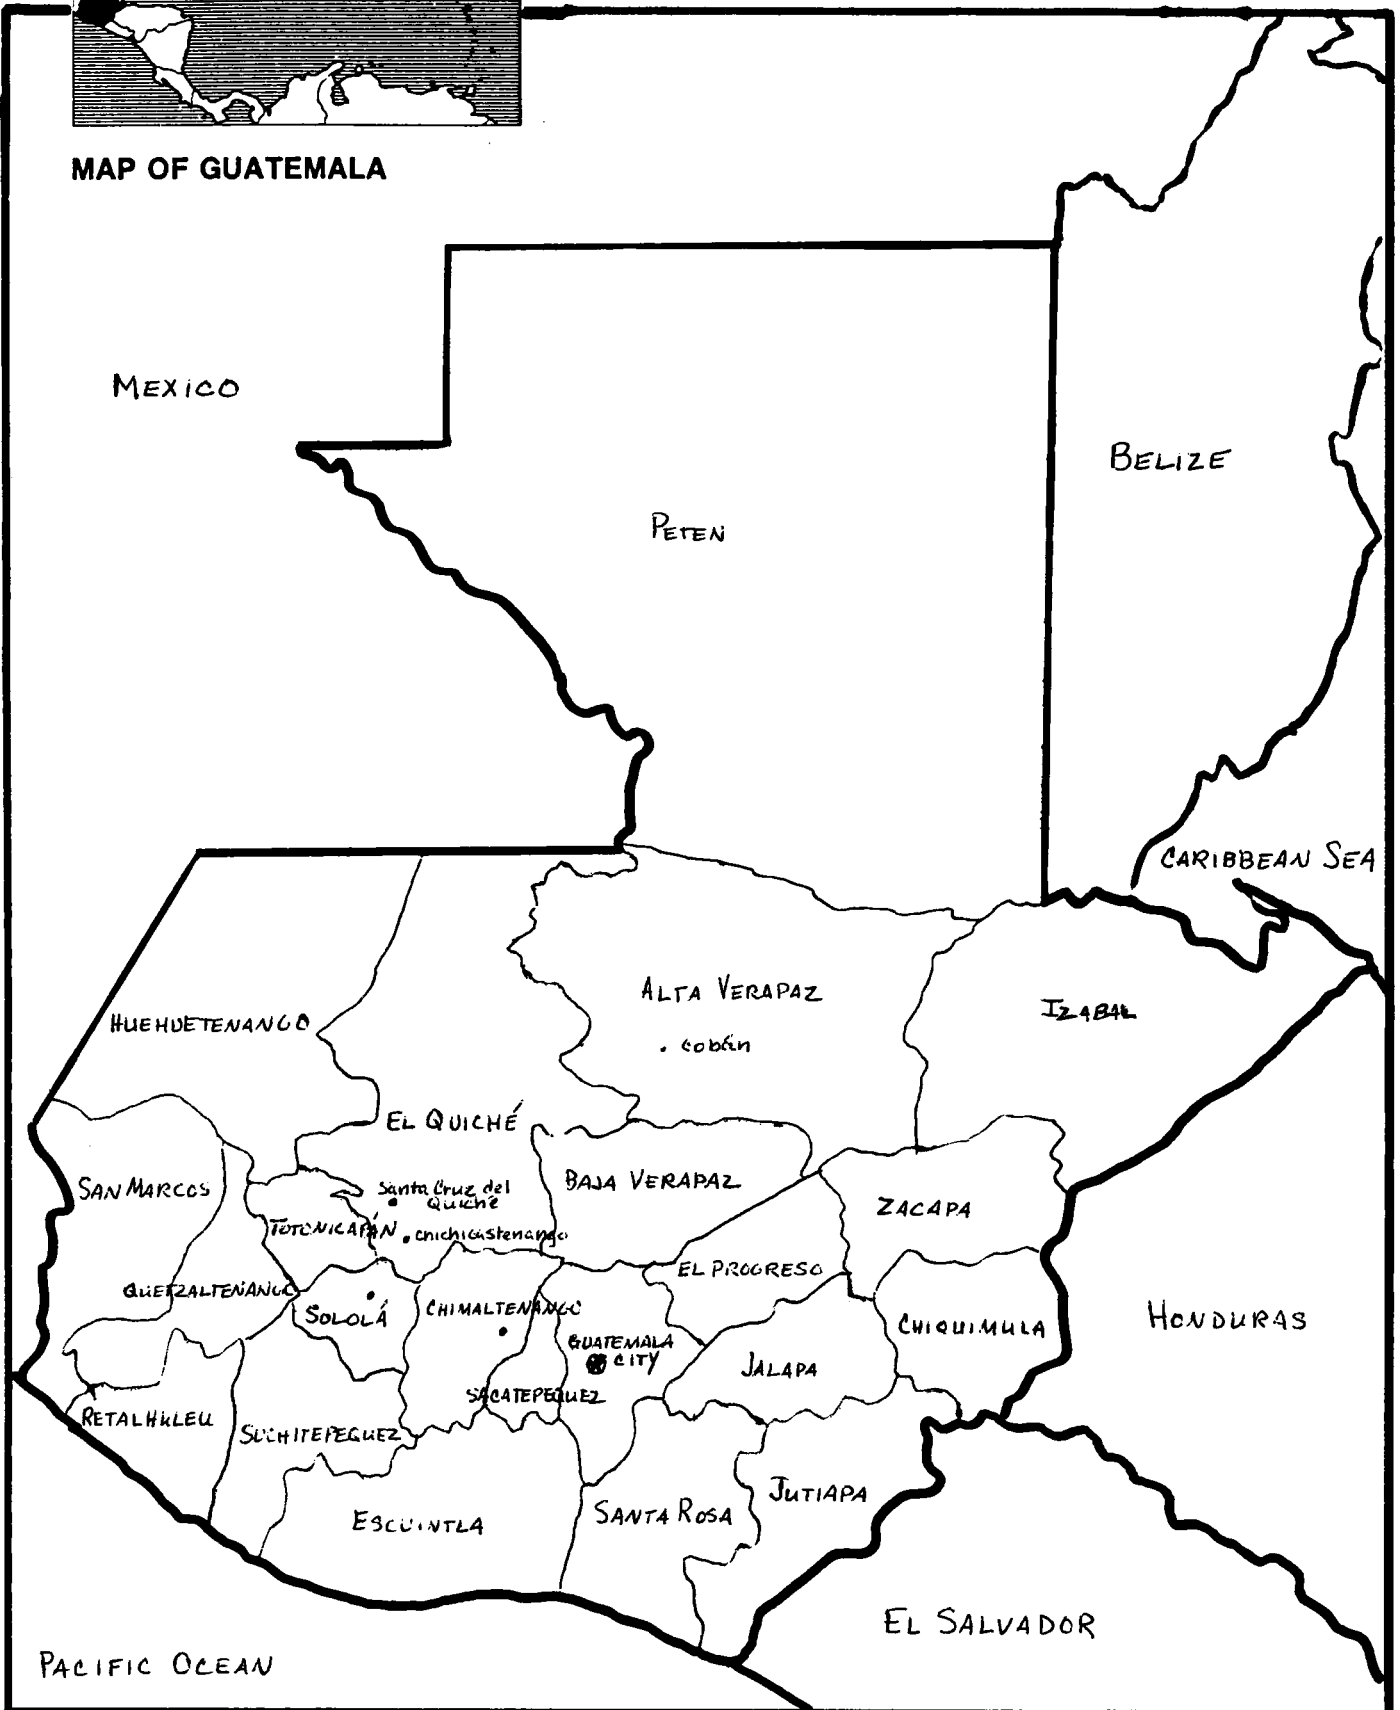 MAP OF GUATEMALA
MEXICO
BELIZE
PETEN
CARIBBEAN SEA
ALTA VERAPAZ
IZABAL
HUEHUETENANGO
. cobán
EL QUICHÉ
SAN MARCOS
Santa Cruz del
Quiché
BAJA VERAPAZ
ZACAPA
TOTONICAPÁN
. chichicastenango
EL PROGRESO
QUETZALTENANGO
SOLOLÁ
CHIMALTENANGO
HONDURAS
CHIQUIMULA
GUATEMALA
CITY
JALAPA
SACATEPEQUEZ
RETALHULEU
SUCHITEPEQUEZ
JUTIAPA
SANTA ROSA
ESCUINTLA
EL SALVADOR
PACIFIC OCEAN